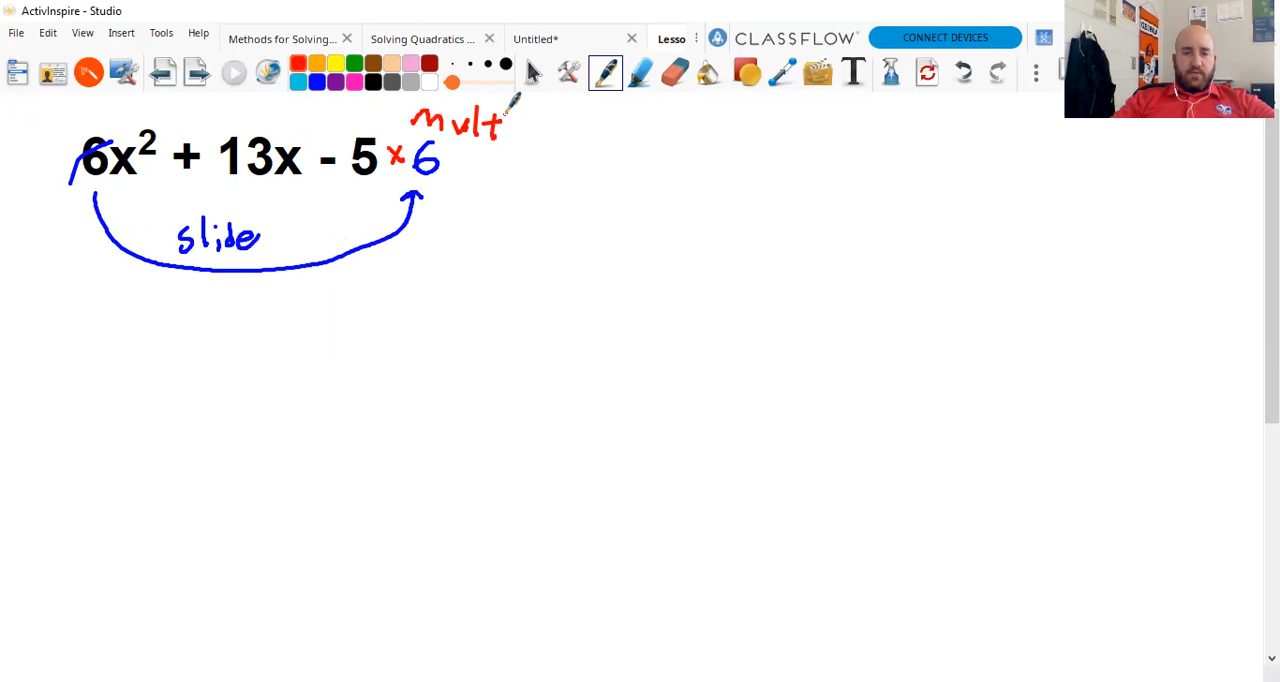 ActivInspire - Studio
File Edit View Insert Tools Help
Methods for Solving... Solving Quadratics ... Untitled* Lesso
CLASSFLOW
CONNECT DEVICES
mult
6x² + 13x - 5 × 6
slide